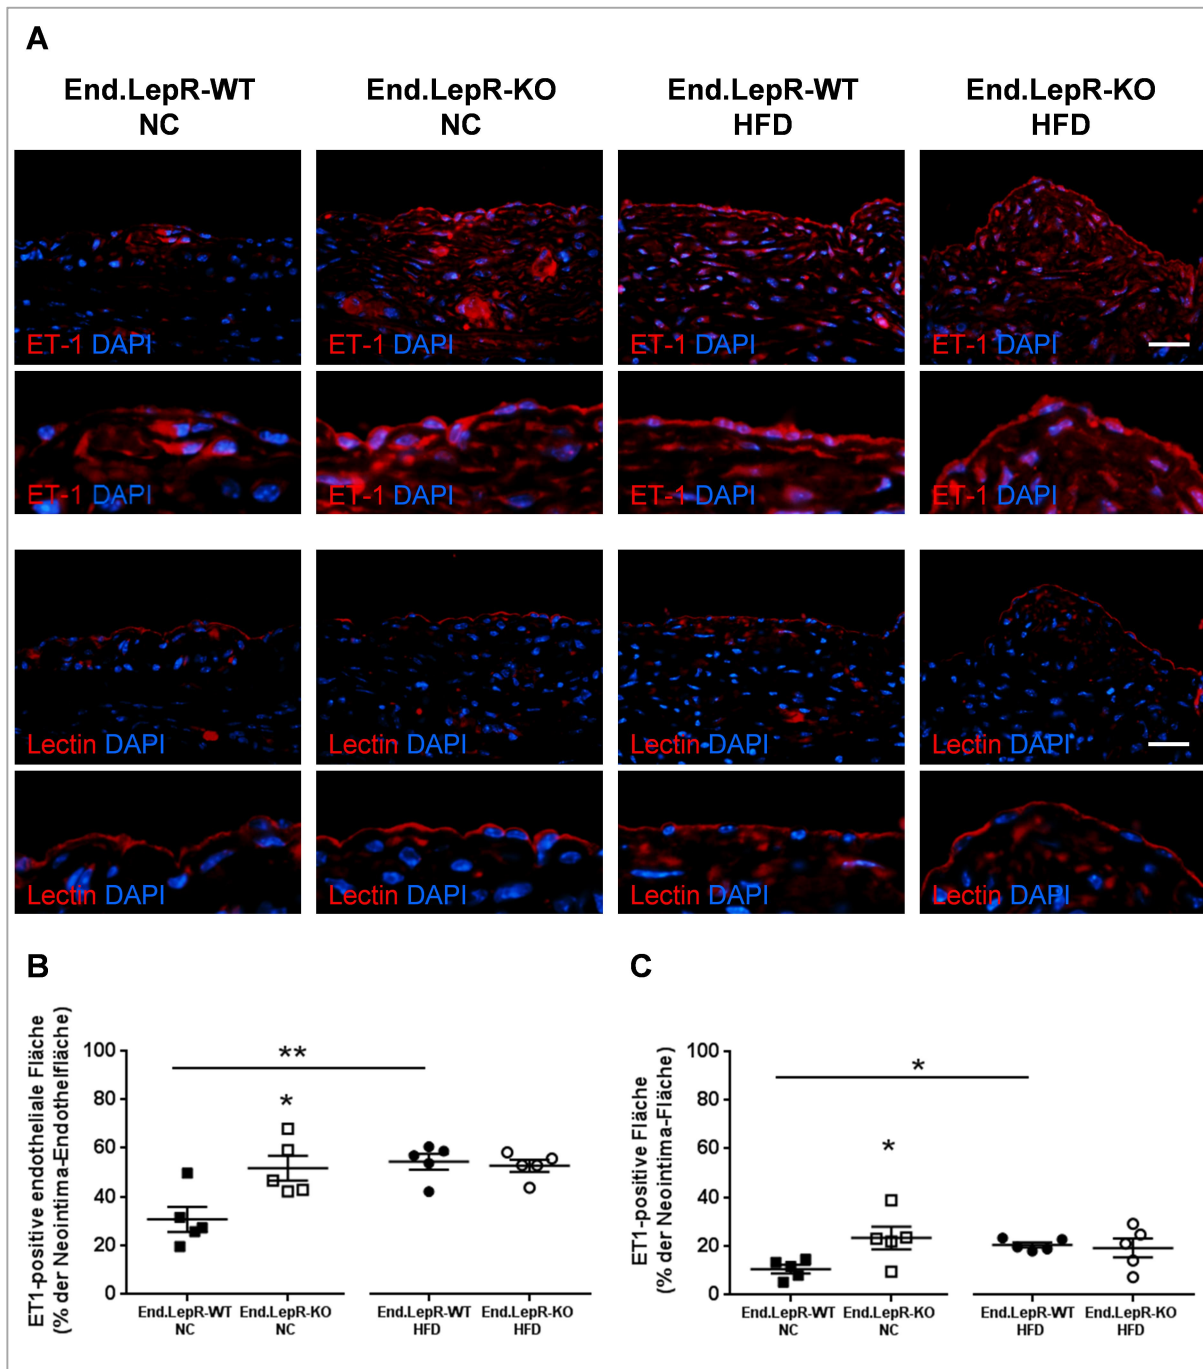 A
End.LepR-WT
NC
End.LepR-KO
NC
End.LepR-WT
HFD
End.LepR-KO
HFD
ET-1 DAPI
ET-1 DAPI
ET-1 DAPI
ET-1 DAPI
ET-1 DAPI
ET-1 DAPI
ET-1 DAPI
ET-1 DAPI
Lectin DAPI
Lectin DAPI
Lectin DAPI
Lectin DAPI
Lectin DAPI
Lectin DAPI
Lectin DAPI
Lectin DAPI
B
ET1-positive endotheliale Fläche
(% der Neointima-Endothelfläche)
100
80
60
40
20
0
**
*
End.LepR-WT
NC
End.LepR-KO
NC
End.LepR-WT
HFD
End.LepR-KO
HFD
C
ET1-positive Fläche
(% der Neointima-Fläche)
100
80
60
40
20
0
*
*
End.LepR-WT
NC
End.LepR-KO
NC
End.LepR-WT
HFD
End.LepR-KO
HFD